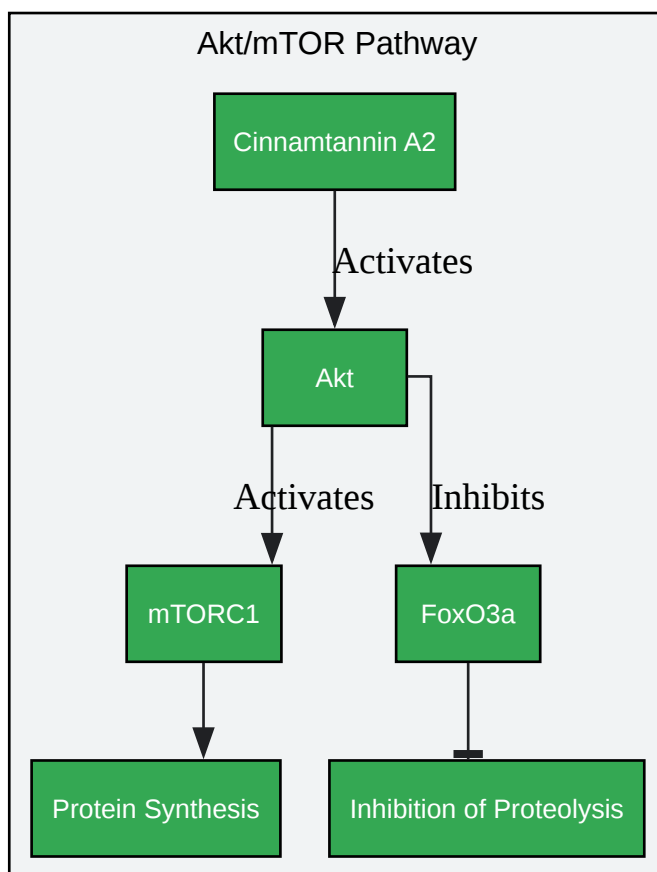 Akt/mTOR Pathway
Cinnamtannin A2
Activates
Akt
Activates
Inhibits
mTORC1
FoxO3a
Protein Synthesis
Inhibition of Proteolysis